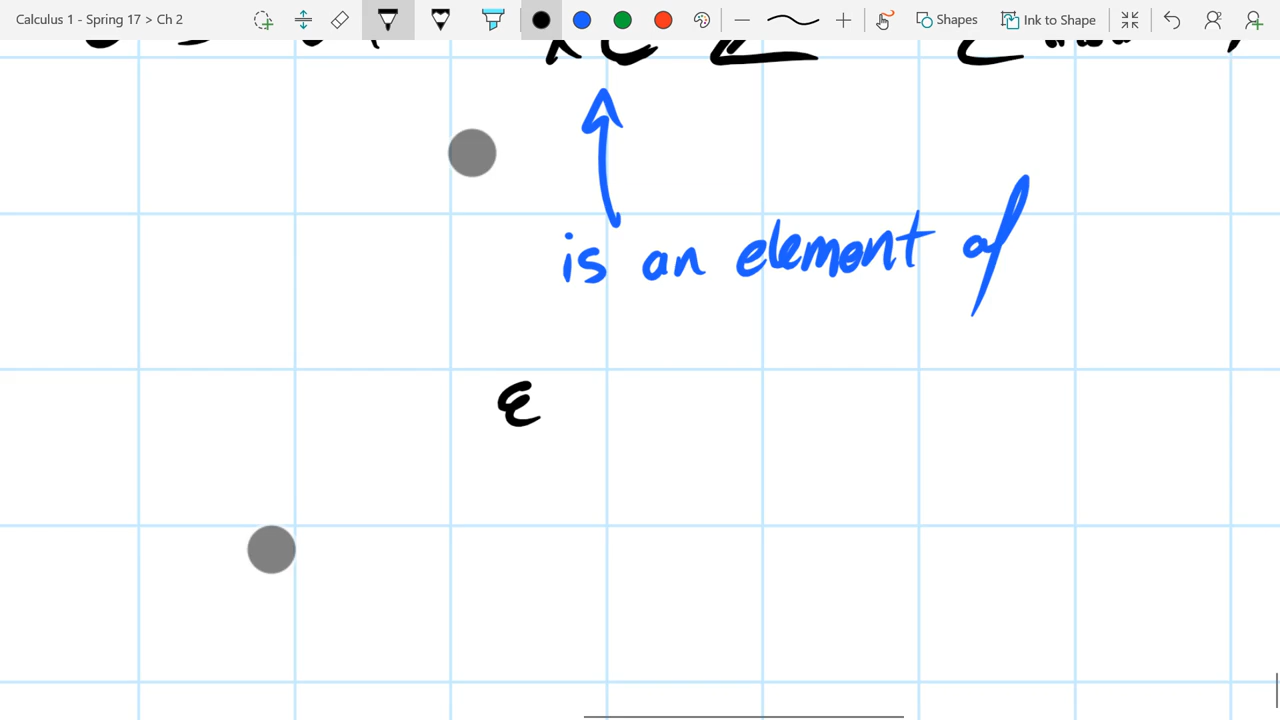 Calculus 1 - Spring 17 > Ch 2
Shapes
Ink to Shape
is an element of
ε